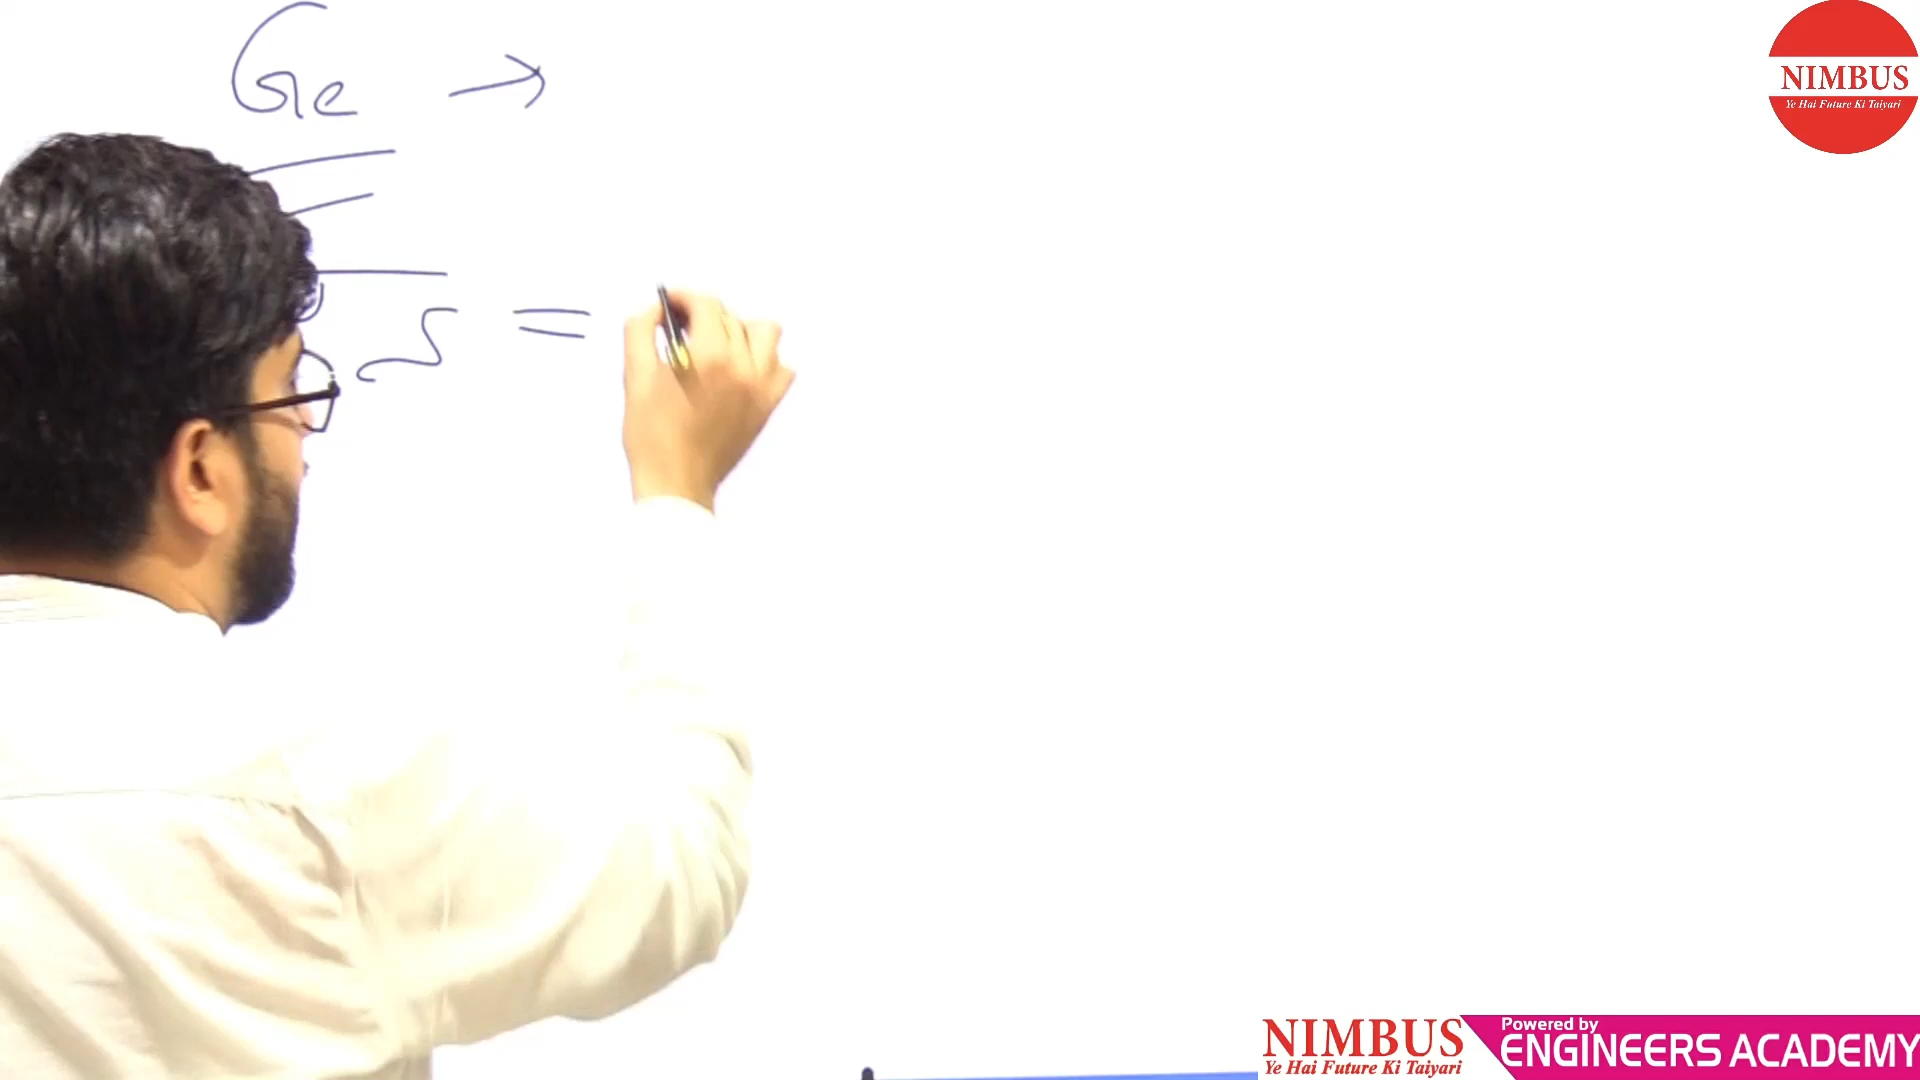 Ge →
S =
NIMBUS
Ye Hai Future Ki Taiyari
NIMBUS
Ye Hai Future Ki Taiyari
Powered by
ENGINEERS ACADEMY